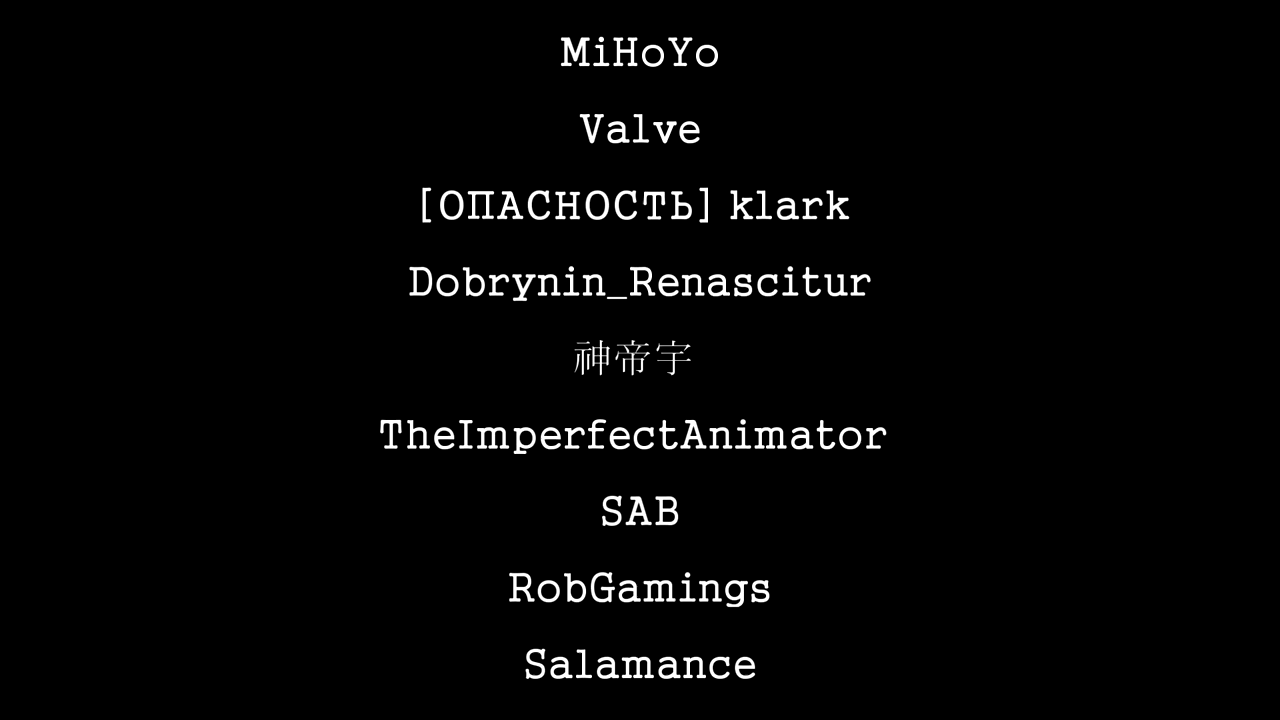 MiHoYo
Valve
[ОПАСНОСТЬ] klark
Dobrynin_Renascitur
神帝宇
TheImperfectAnimator
SAB
RobGamings
Salamance